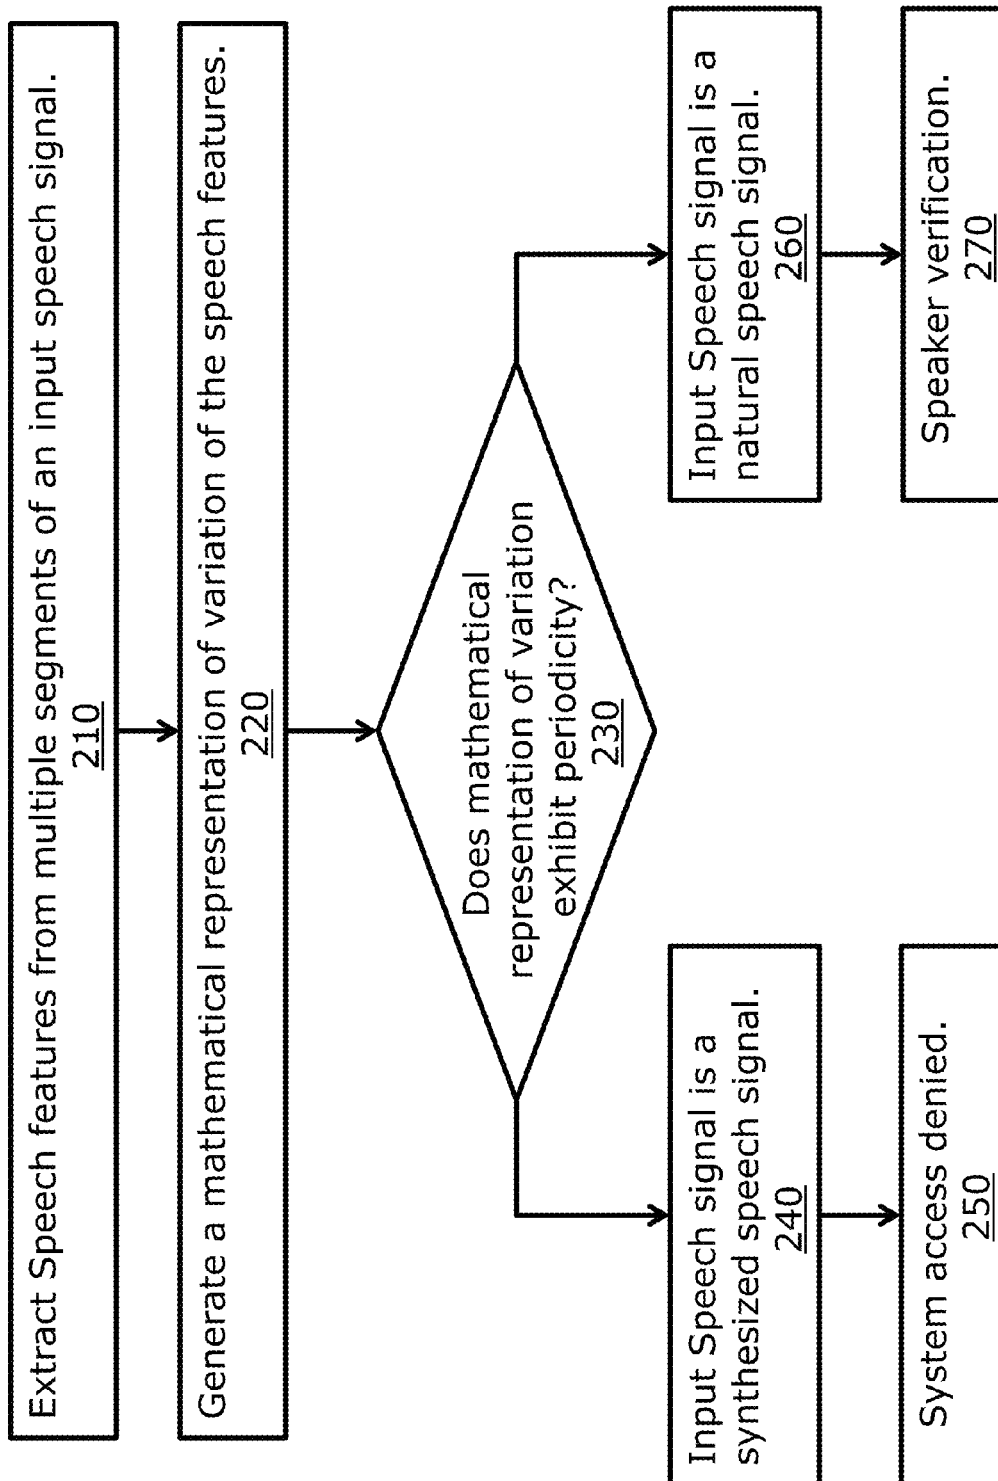 Extract Speech features from multiple segments of an input speech signal.
210
Generate a mathematical representation of variation of the speech features.
220
Does mathematical
representation of variation
exhibit periodicity?
230
Input Speech signal is a
synthesized speech signal.
240
System access denied.
250
Input Speech signal is a
natural speech signal.
260
Speaker verification.
270